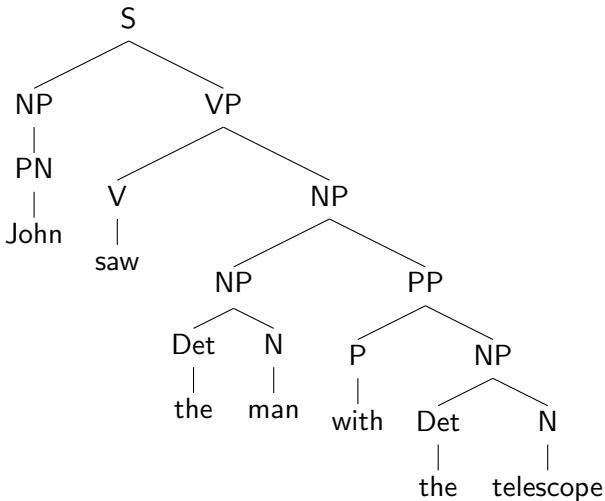 S
NP VP
PN
V NP
John
saw
NP PP
Det N P NP
the man with
Det N
the telescope